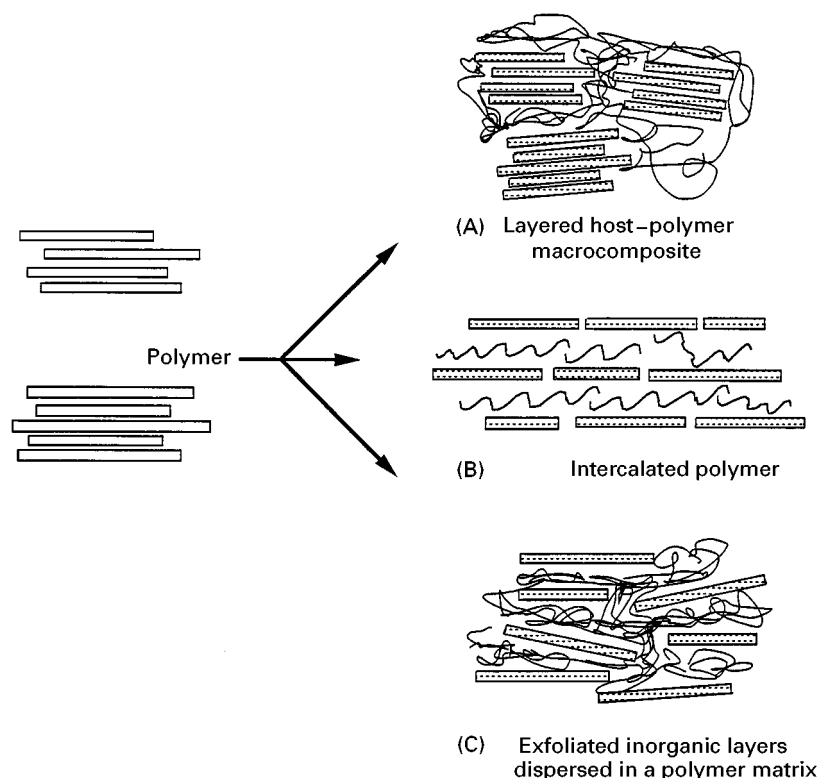 (A) Layered host–polymer
macrocomposite
Polymer
(B) Intercalated polymer
(C) Exfoliated inorganic layers
dispersed in a polymer matrix